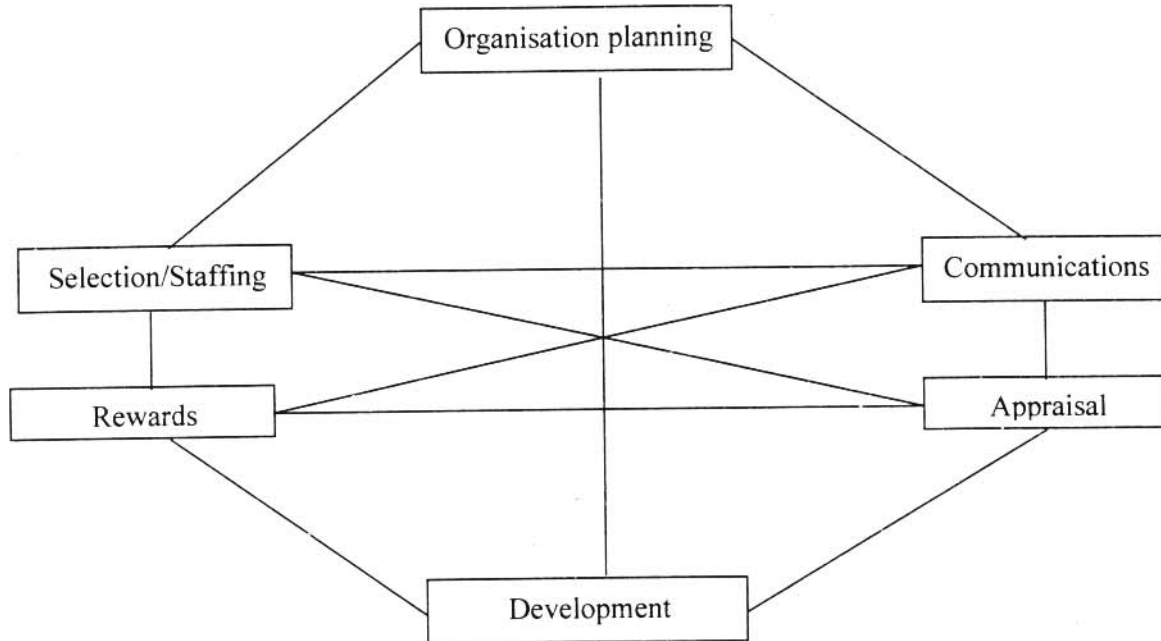 Organisation planning
Selection/Staffing
Communications
Rewards
Appraisal
Development